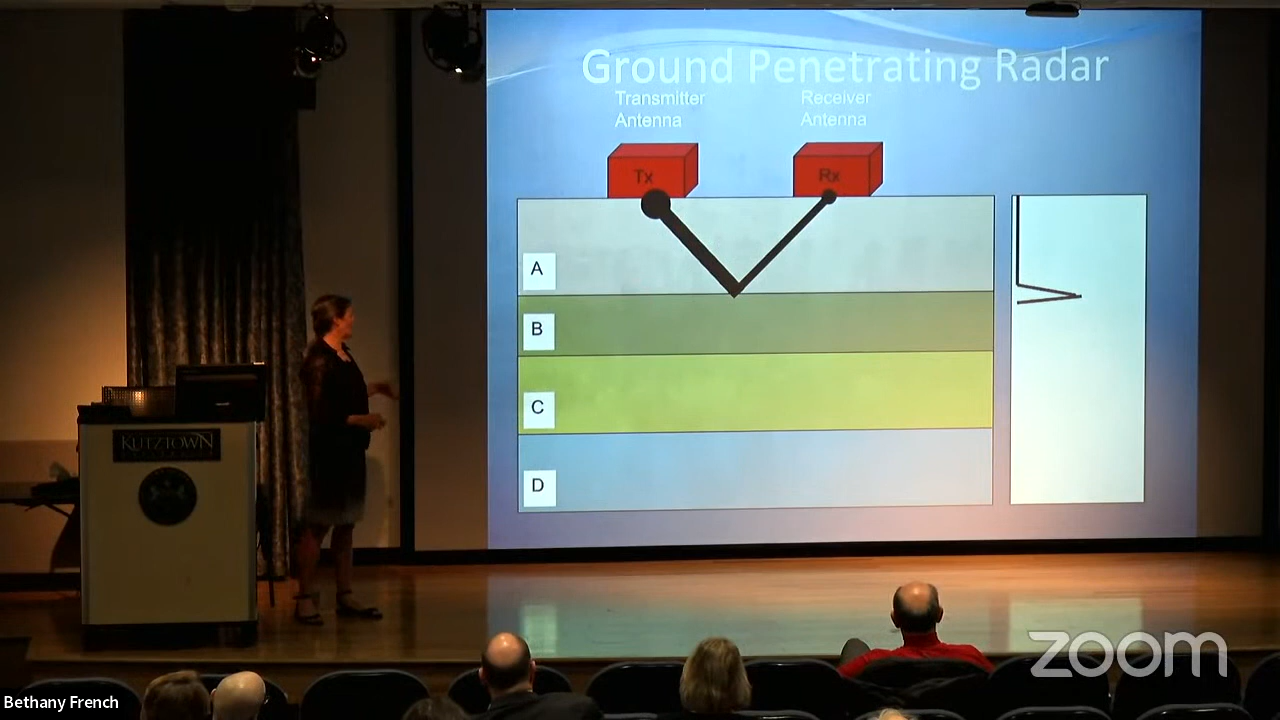 Ground Penetrating Radar
Transmitter
Antenna
Receiver
Antenna
Tx
Rx
A
B
C
D
KUTZTOWN
Bethany French
zoom